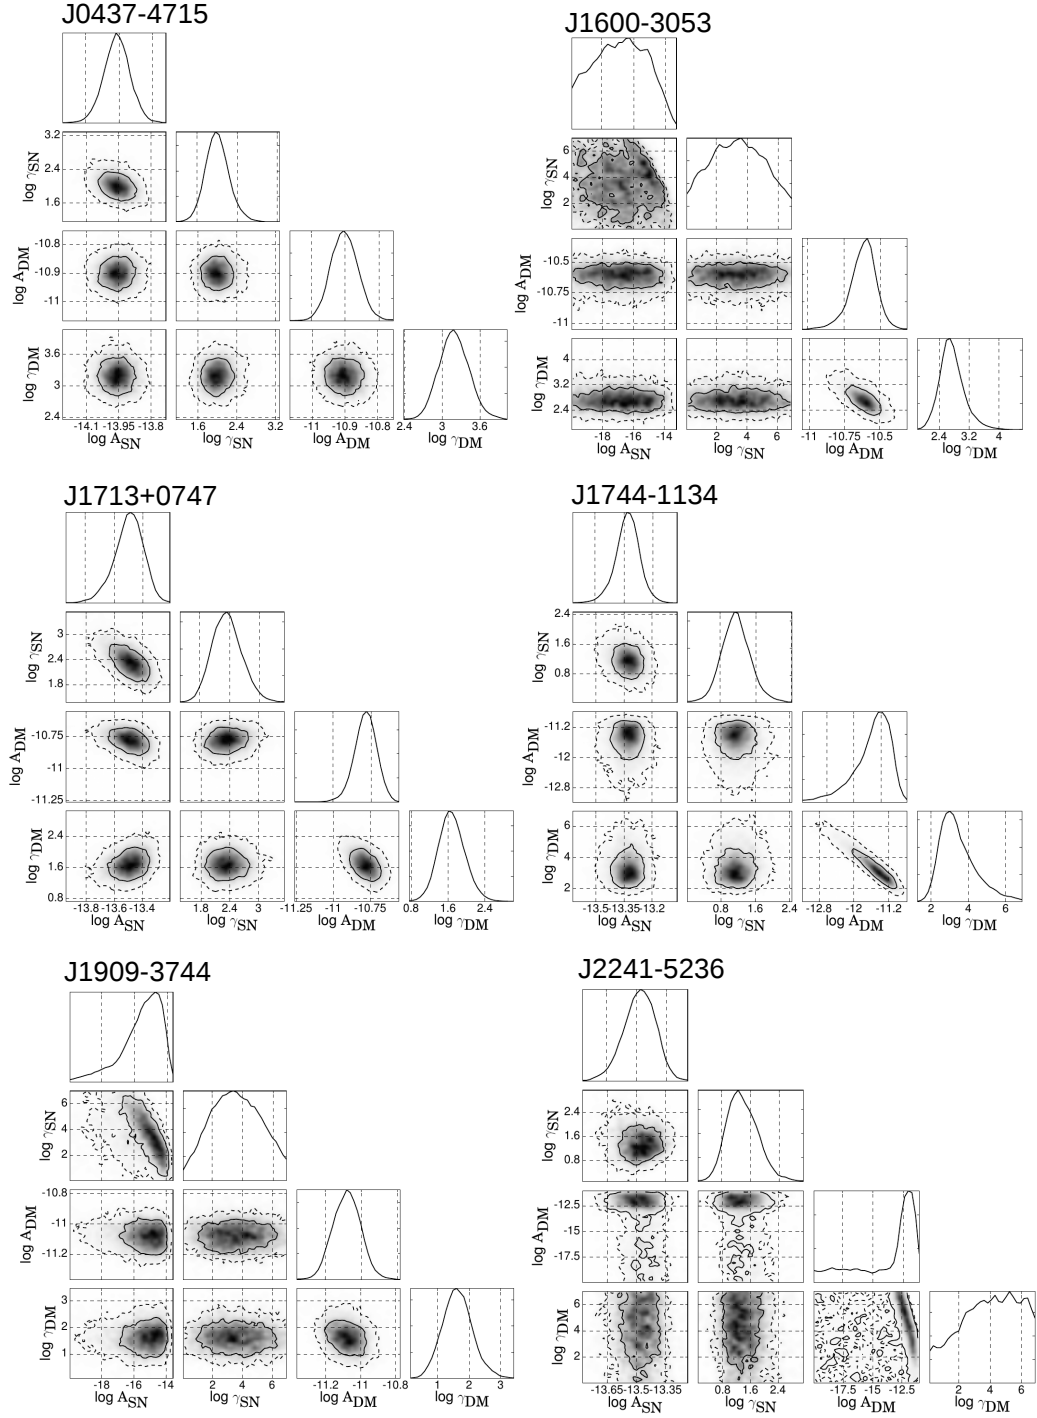 J0437-4715
J1600-3053
3.2
2.4
1.6
log γSN
6
4
2
log γSN
-10.8
-10.9
-11
log ADM
-10.5
-10.75
-11
log ADM
3.6
3
2.4
log γDM
4
3.2
2.4
log γDM
-14.1 -13.95 -13.8
1.6 2.4 3.2
-11 -10.9 -10.8
2.4 3 3.6
log ASN
log γSN
log ADM
log γDM
-18 -16 -14
2 4 6
-11 -10.75 -10.5
2.4 3.2 4
log ASN
log γSN
log ADM
log γDM
J1713+0747
J1744-1134
3
2.4
1.8
log γSN
2.4
1.6
0.8
log γSN
-10.75
-11
-11.25
log ADM
-11.2
-12
-12.8
log ADM
2.4
1.6
0.8
log γDM
6
4
2
log γDM
-13.8 -13.6 -13.4
1.8 2.4 3
-11.25 -11 -10.75
0.8 1.6 2.4
log ASN
log γSN
log ADM
log γDM
-13.5 -13.35 -13.2
0.8 1.6 2.4
-12.8 -12 -11.2
2 4 6
log ASN
log γSN
log ADM
log γDM
J1909-3744
J2241-5236
6
4
2
log γSN
2.4
1.6
0.8
log γSN
-10.8
-11
-11.2
log ADM
-12.5
-15
-17.5
log ADM
3
2
1
log γDM
6
4
2
log γDM
-18 -16 -14
2 4 6
-11.2 -11 -10.8
1 2 3
log ASN
log γSN
log ADM
log γDM
-13.65 -13.5 -13.35
0.8 1.6 2.4
-17.5 -15 -12.5
2 4 6
log ASN
log γSN
log ADM
log γDM